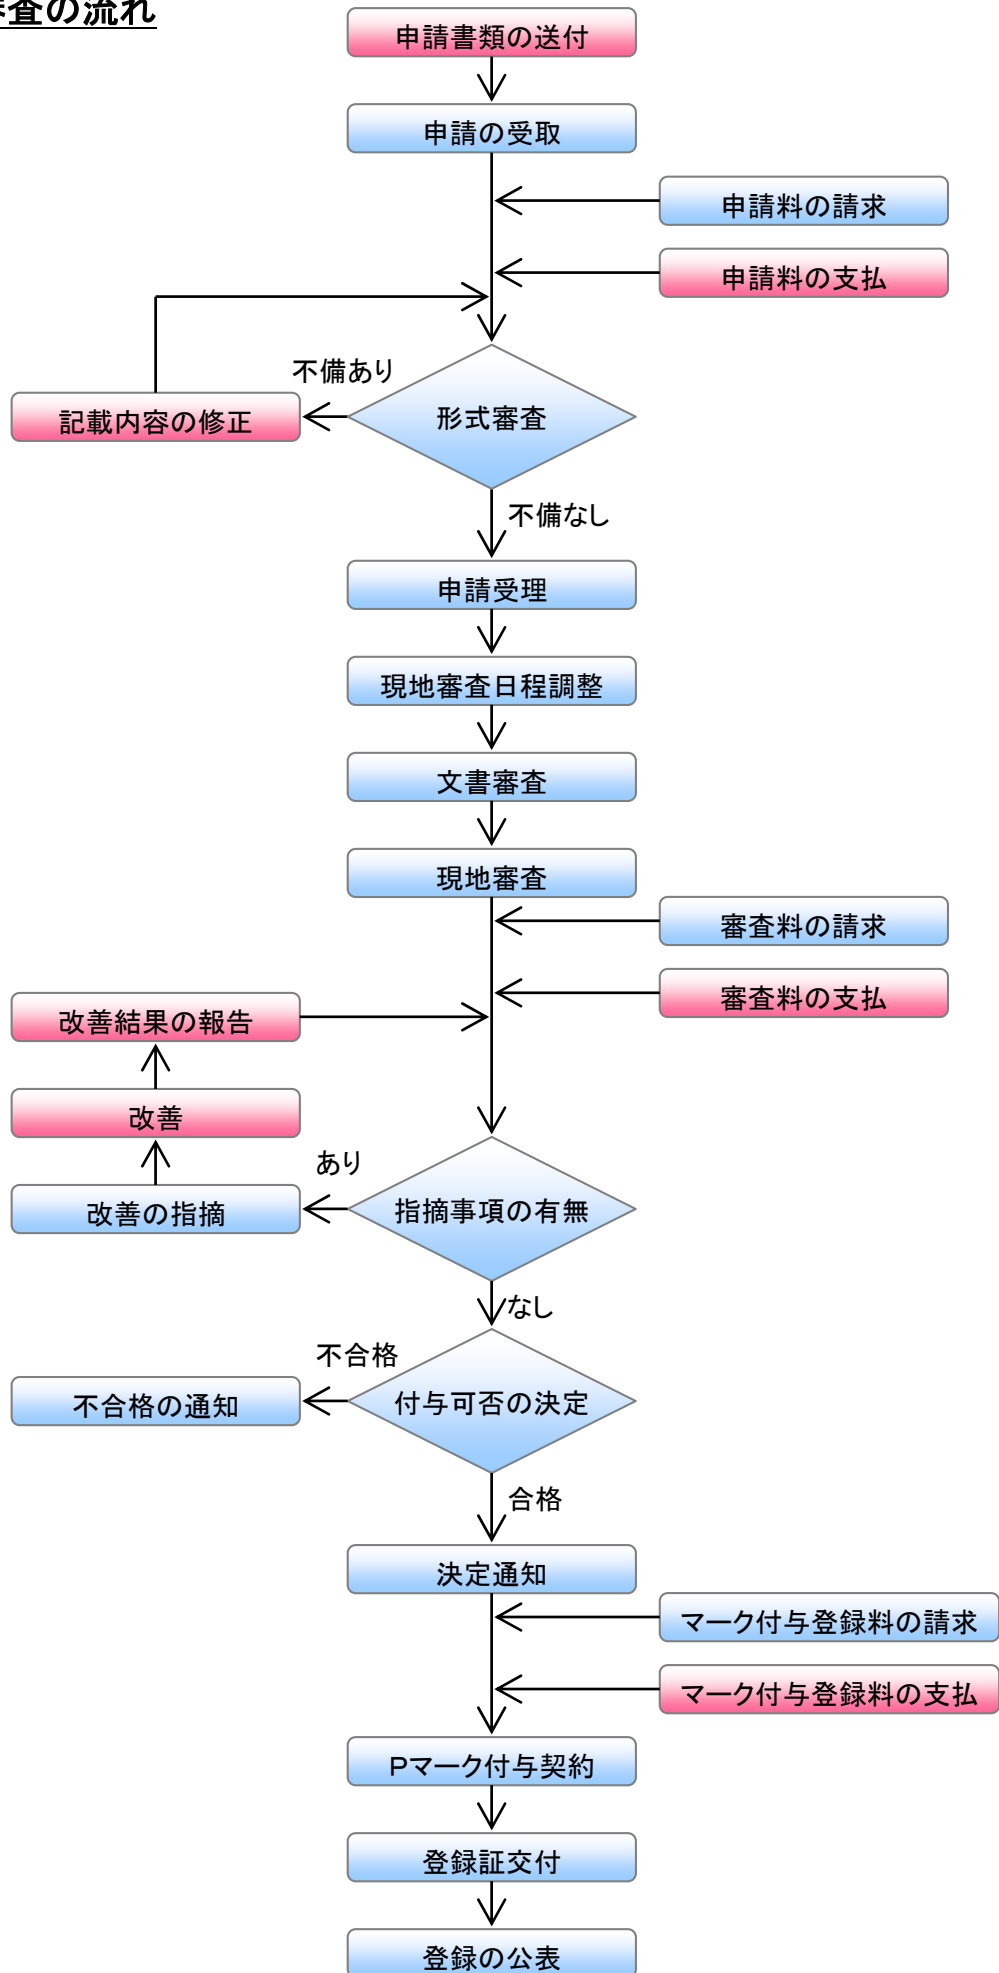 査の流れ
申請書類の送付
申請の受取
申請料の請求
申請料の支払
不備あり
形式審査
記載内容の修正
不備なし
申請受理
現地審査日程調整
文書審査
現地審査
審査料の請求
審査料の支払
改善結果の報告
改善
あり
改善の指摘
指摘事項の有無
なし
不合格
不合格の通知
付与可否の決定
合格
決定通知
マーク付与登録料の請求
マーク付与登録料の支払
Pマーク付与契約
登録証交付
登録の公表